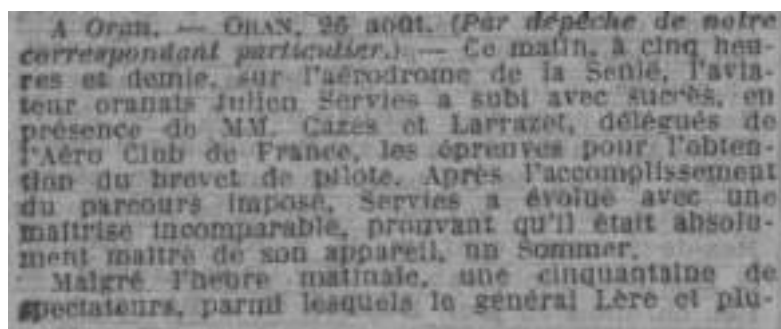 A Oran. — ORAN, 26 août. (Par dépêche de notre
correspondant particulier.) — Ce matin, à cinq heu-
res et demie, sur l'aérodrome de la Sénia, l'avia-
teur oranais Julien Serviès a subi avec succès, en
présence de MM. Cazes et Larrazet, délégués de
l'Aéro Club de France, les épreuves pour l'obten-
tion du brevet de pilote. Après l'accomplissement
du parcours imposé, Serviès a évolué avec une
maîtrise incomparable, prouvant qu'il était absolu-
ment maître de son appareil, un Sommer.
Malgré l'heure matinale, une cinquantaine de
spectateurs, parmi lesquels le général Lère et plu-